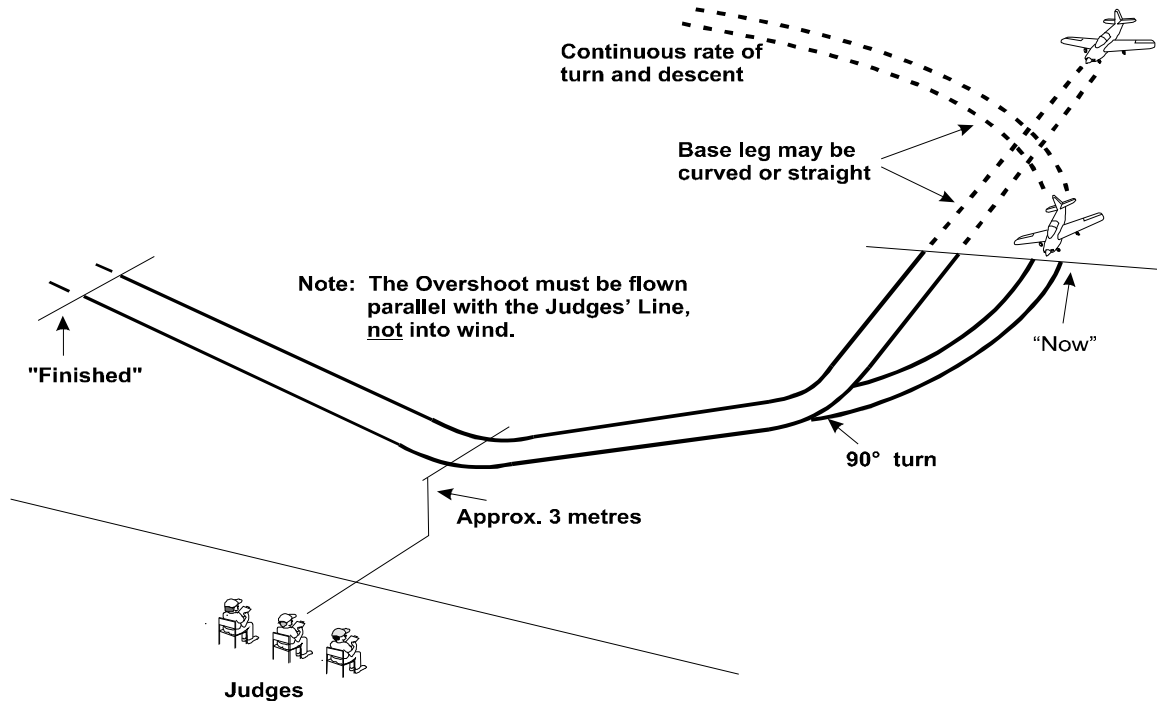 Continuous rate of
turn and descent
Base leg may be
curved or straight
Note: The Overshoot must be flown
parallel with the Judges' Line,
not into wind.
"Finished"
“Now”
90° turn
Approx. 3 metres
Judges